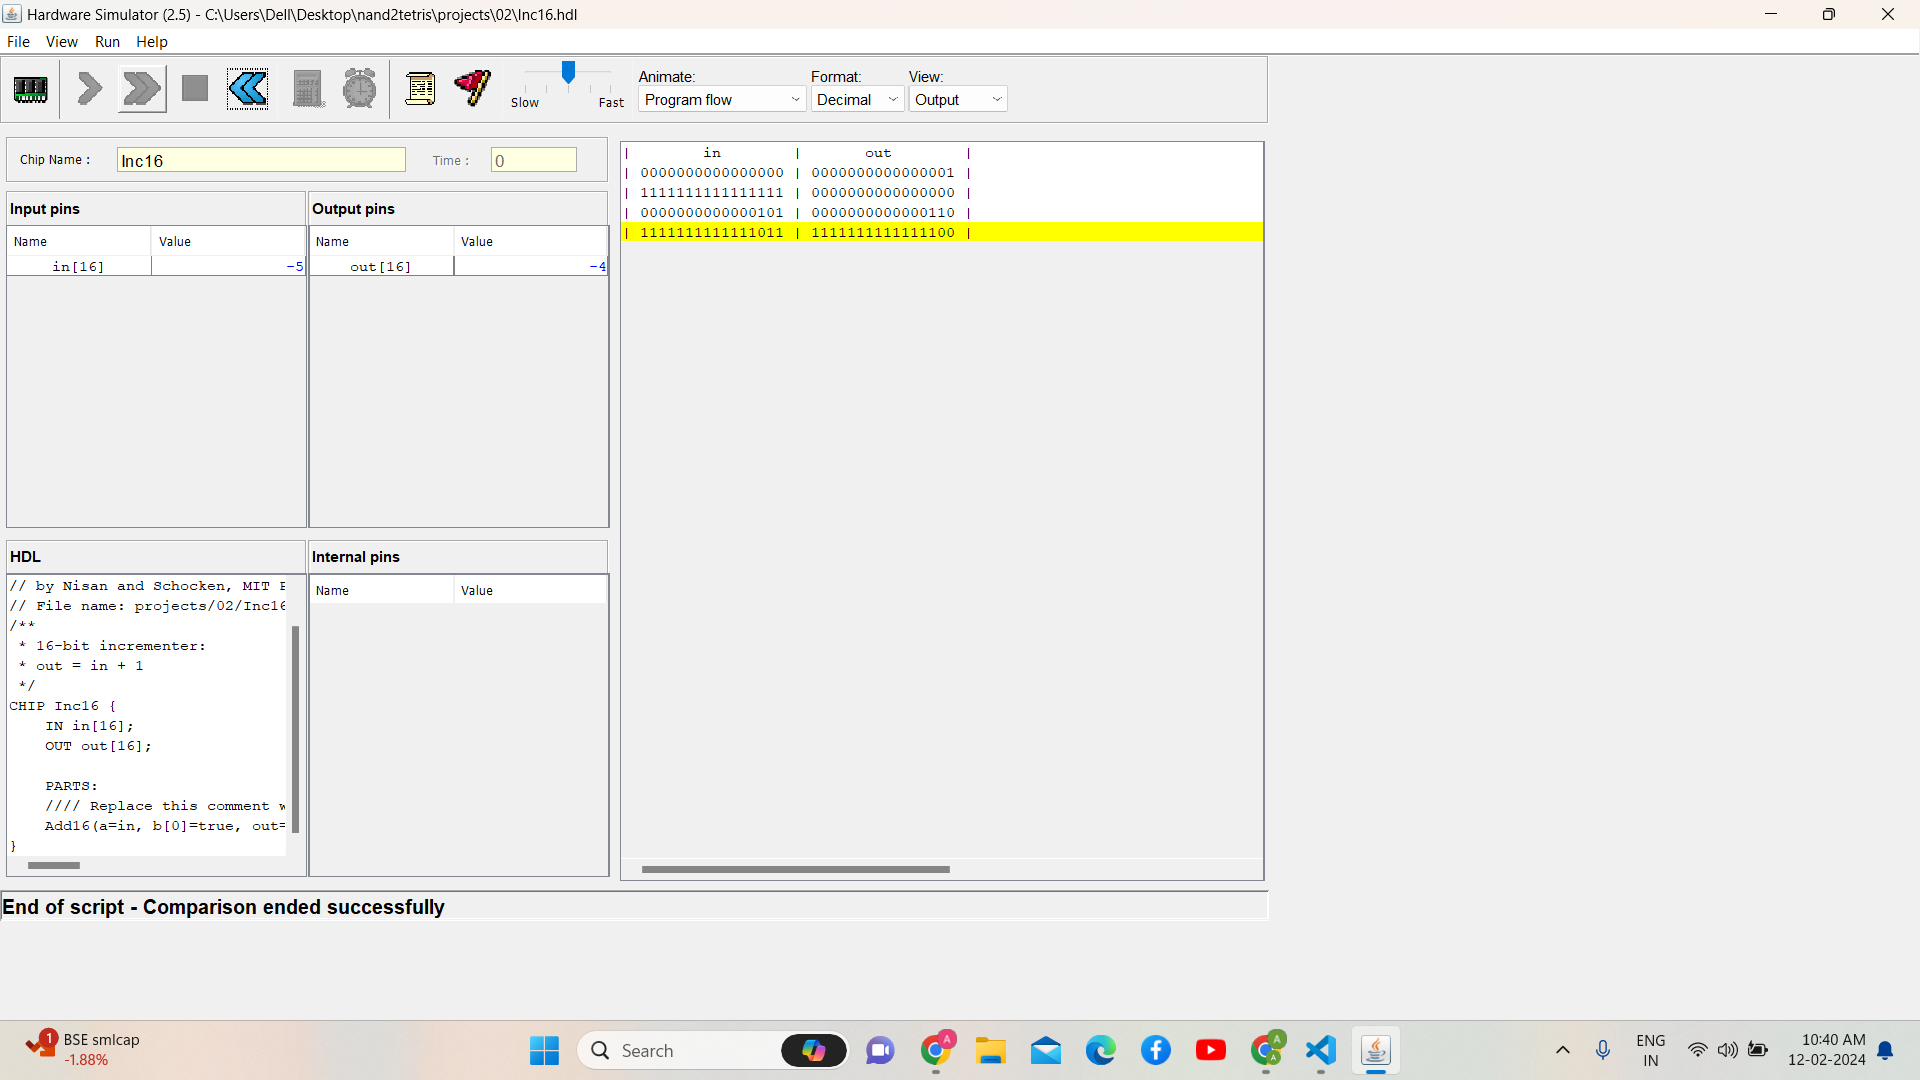 Hardware Simulator (2.5) - C:\Users\Dell\Desktop\nand2tetris\projects\02\Inc16.hdl
File View Run Help
Animate: Format: View:
Slow Fast Program flow Decimal Output
Chip Name : Inc16 Time : 0
Input pins
Name Value
in[16] -5
Output pins
Name Value
out[16] -4
HDL
// by Nisan and Schocken, MIT
// File name: projects/02/Inc16
/**
* 16-bit incrementer:
* out = in + 1
*/
CHIP Inc16 {
IN in[16];
OUT out[16];
PARTS:
//// Replace this comment
Add16(a=in, b[0]=true, out=
}
Internal pins
Name Value
| in | out |
| 0000000000000000 | 0000000000000001 |
| 1111111111111111 | 0000000000000000 |
| 0000000000000101 | 0000000000000110 |
| 1111111111111011 | 1111111111111100 |
End of script - Comparison ended successfully
1
BSE smlcap
-1.88%
Search
A
A
A
ENG
IN
10:40 AM
12-02-2024